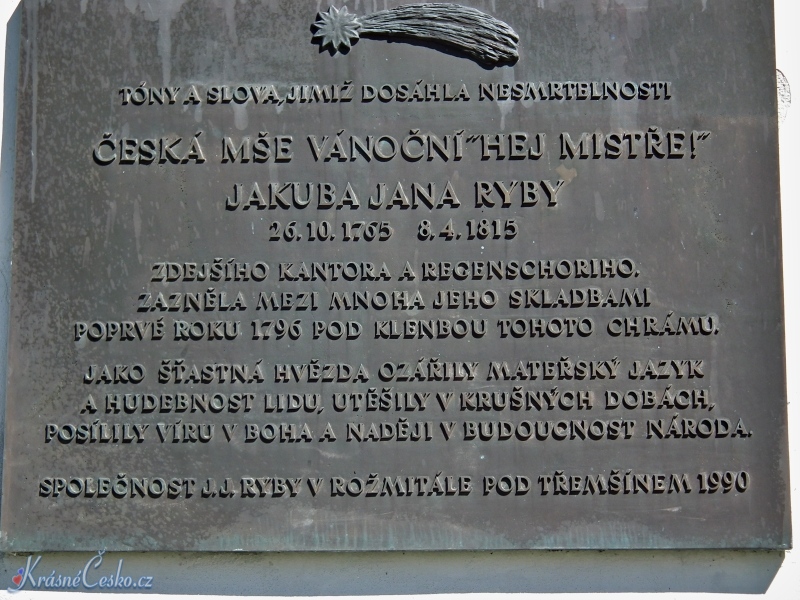 TÓNY A SLOVA, JIMIŽ DOSÁHLA NESMRTELNOSTI
ČESKÁ MŠE VÁNOČNÍ "HEJ MISTŘE!"
JAKUBA JANA RYBY
26.10.1765 8.4.1815
ZDEJŠÍHO KANTORA A REGENSCHORIHO.
ZAZNĚLA MEZI MNOHA JEHO SKLADBAMI
POPRVÉ ROKU 1796 POD KLENBOU TOHOTO CHRÁMU.
JAKO ŠŤASTNÁ HVĚZDA OZÁŘILY MATEŘSKÝ JAZYK
A HUDEBNOST LIDU, UTĚŠILY V KRUŠNÝCH DOBÁCH,
POSÍLILY VÍRU V BOHA A NADĚJI V BUDOUCNOST NÁRODA.
SPOLEČNOST J.J. RYBY V ROŽMITÁLE POD TŘEMŠÍNEM 1990
KrásnéČesko.cz